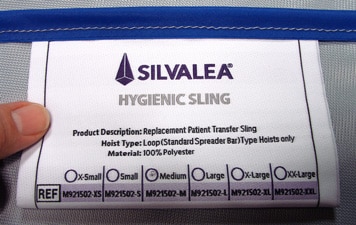 SILVALEA®
HYGIENIC SLING
Product Description: Replacement Patient Transfer Sling
Hoist Type: Loop (Standard Spreader Bar) Type Hoists only
Material: 100% Polyester
X-Small Small Medium Large X-Large XX-Large
REF M921502-XS M921502-S M921502-M M921502-L M921502-XL M921502-XXL